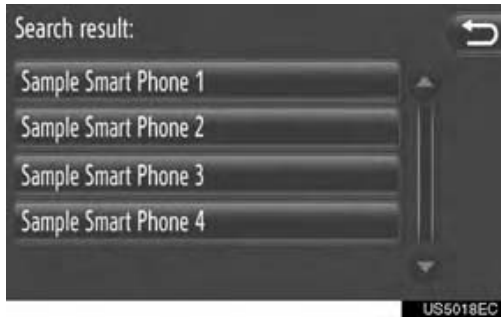 Search result:
Sample Smart Phone 1
Sample Smart Phone 2
Sample Smart Phone 3
Sample Smart Phone 4
US5018EC